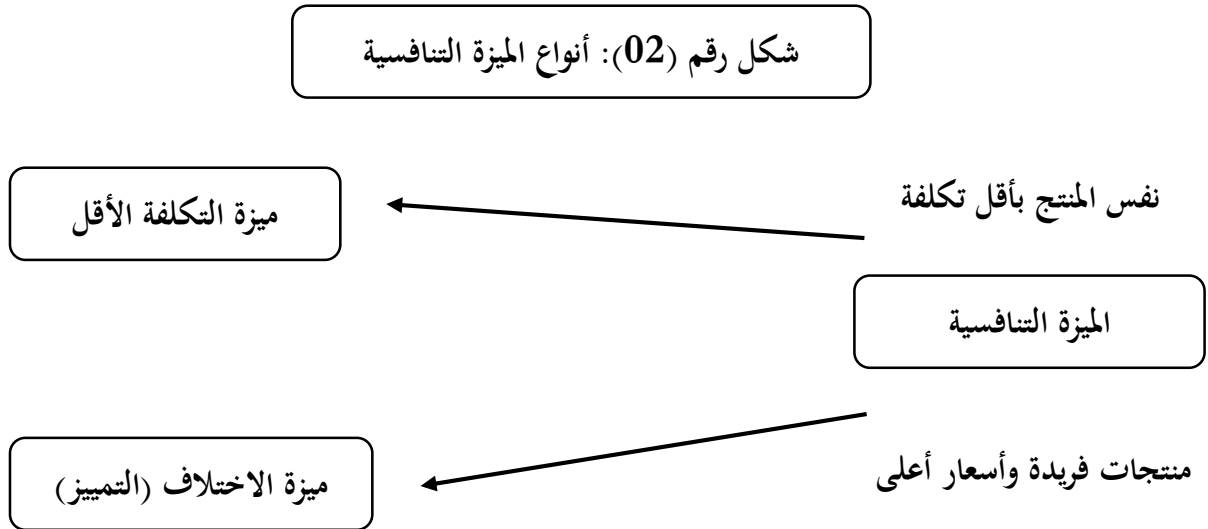 شكل رقم (02): أنواع الميزة التنافسية
نفس المنتج بأقل تكلفة
ميزة التكلفة الأقل
الميزة التنافسية
منتجات فريدة وأسعار أعلى
ميزة الاختلاف (التمييز)